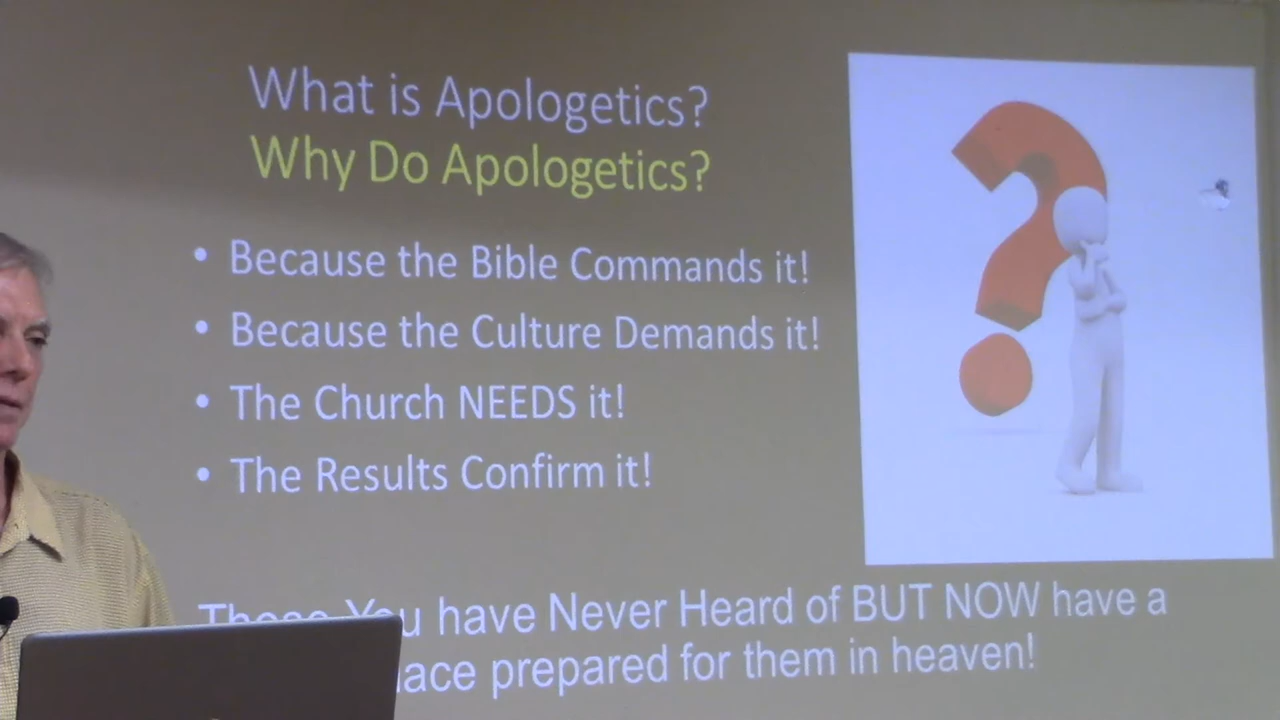 What is Apologetics?
Why Do Apologetics?
• Because the Bible Commands it!
• Because the Culture Demands it!
• The Church NEEDS it!
• The Results Confirm it!
have Never Heard of BUT NOW have a
prepared for them in heaven!